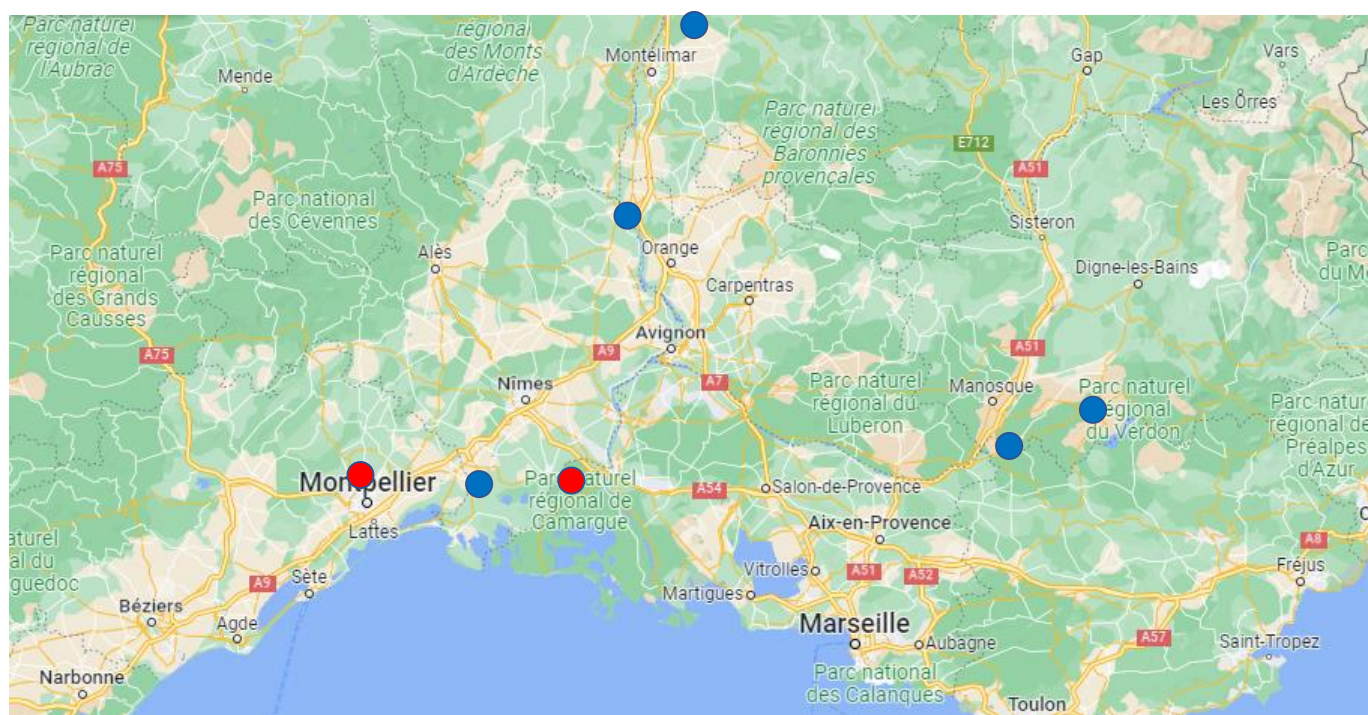 Parc naturel
régional de
l'Aubrac
régional
des Monts
d'Ardèche
Mende
Montélimar
Gap
Vars
Les Orres
Parc naturel
régional des
Baronnies
provençales
E712
A75
A51
Parc national
des Cévennes
Sisteron
Parc naturel
régional
des Grands
Causses
Alès
Orange
Digne-les-Bains
Parc
du M
Carpentras
Avignon
A75
A9
A51
A7
Nîmes
Parc naturel
régional du
Luberon
Manosque
Parc naturel
régional
du Verdon
Parc nature
régional de
Préalpes
d'Azur
Montpellier
Lattes
Parc naturel
régional de
Camargue
A54
Salon-de-Provence
Aix-en-Provence
aturel
al du
guedoc
A9
Sète
Vitrolles
A51
A52
A8
Fréjus
Martigues
Béziers
Agde
Marseille
Aubagne
A57
Saint-Tropez
Narbonne
Parc national
des Calanques
Toulon